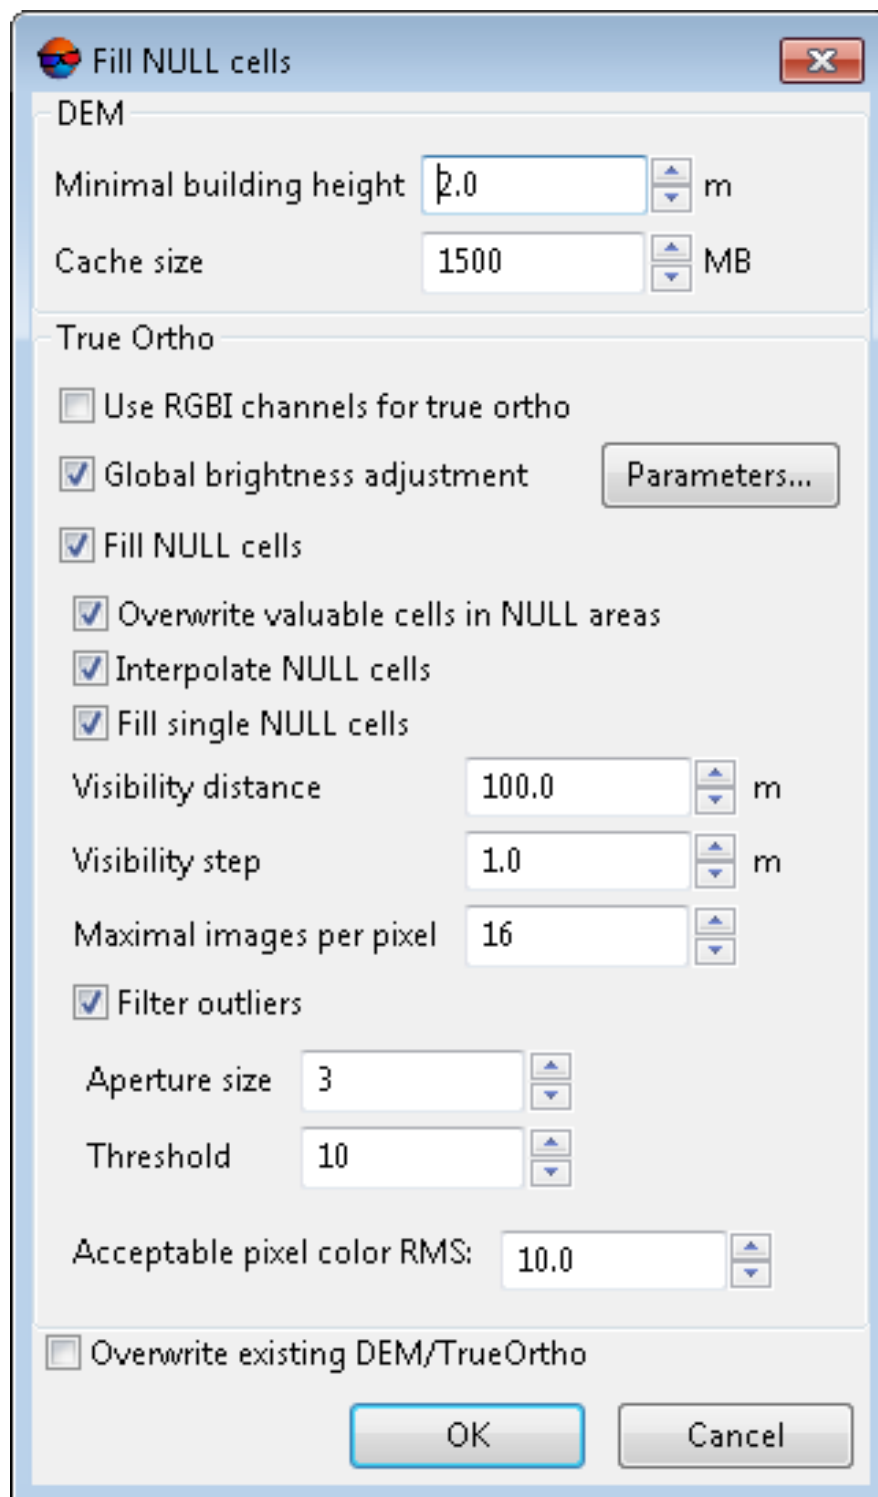 Fill NULL cells
DEM
Minimal building height 2.0 m
Cache size 1500 MB
True Ortho
Use RGBI channels for true ortho
Global brightness adjustment Parameters...
Fill NULL cells
Overwrite valuable cells in NULL areas
Interpolate NULL cells
Fill single NULL cells
Visibility distance 100.0 m
Visibility step 1.0 m
Maximal images per pixel 16
Filter outliers
Aperture size 3
Threshold 10
Acceptable pixel color RMS: 10.0
Overwrite existing DEM/TrueOrtho
OK Cancel